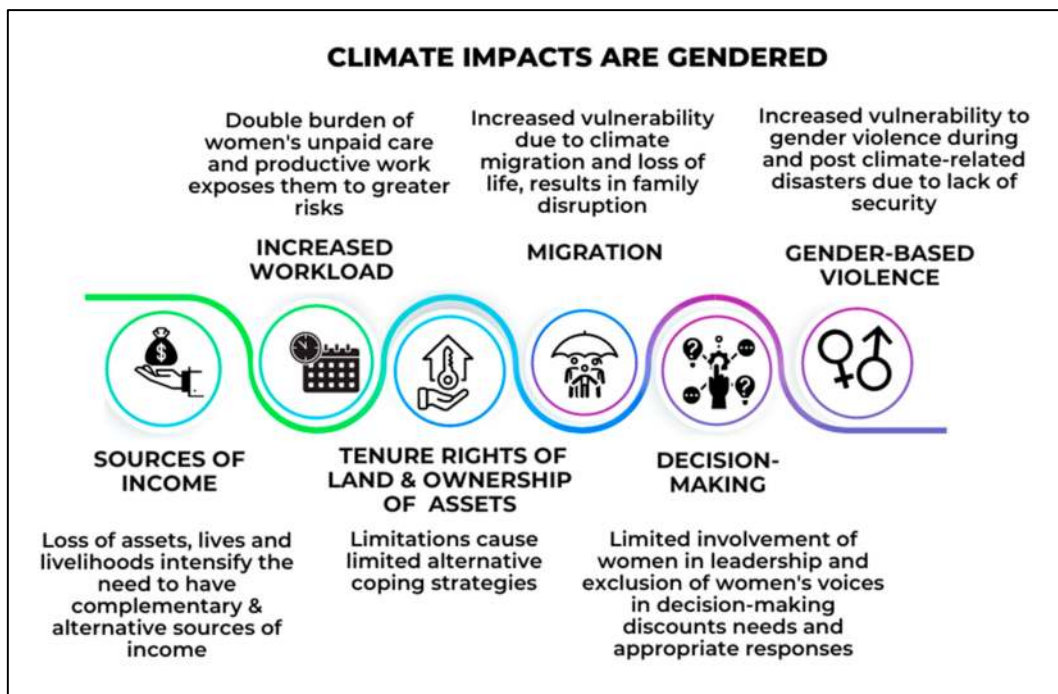 CLIMATE IMPACTS ARE GENDERED
Double burden of
women's unpaid care
and productive work
exposes them to greater
risks
INCREASED
WORKLOAD
Increased vulnerability
due to climate
migration and loss of
life, results in family
disruption
MIGRATION
Increased vulnerability to
gender violence during
and post climate-related
disasters due to lack of
security
GENDER-BASED
VIOLENCE
$
SOURCES OF
INCOME
Loss of assets, lives and
livelihoods intensify the
need to have
complementary &
alternative sources of
income
TENURE RIGHTS OF
LAND & OWNERSHIP
OF ASSETS
Limitations cause
limited alternative
coping strategies
DECISION-
MAKING
Limited involvement of
women in leadership and
exclusion of women's voices
in decision-making
discounts needs and
appropriate responses